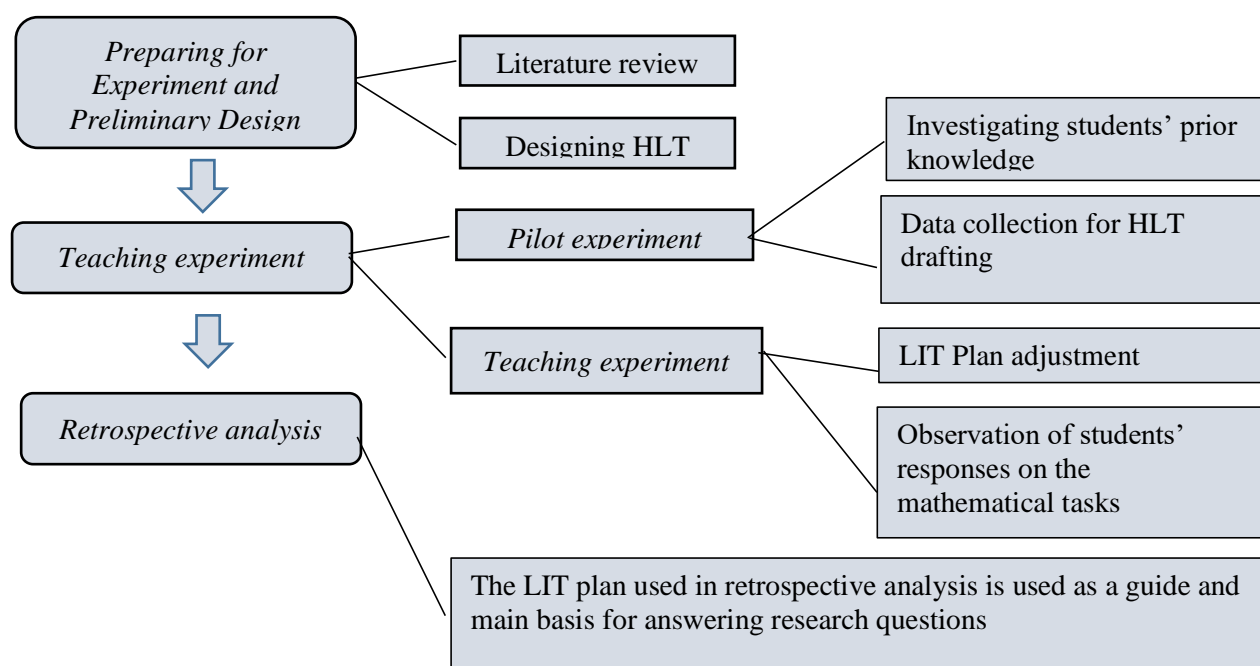 Preparing for
Experiment and
Preliminary Design
Literature review
Designing HLT
Teaching experiment
Pilot experiment
Investigating students’ prior
knowledge
Data collection for HLT
drafting
Teaching experiment
LIT Plan adjustment
Observation of students’
responses on the
mathematical tasks
Retrospective analysis
The LIT plan used in retrospective analysis is used as a guide and
main basis for answering research questions